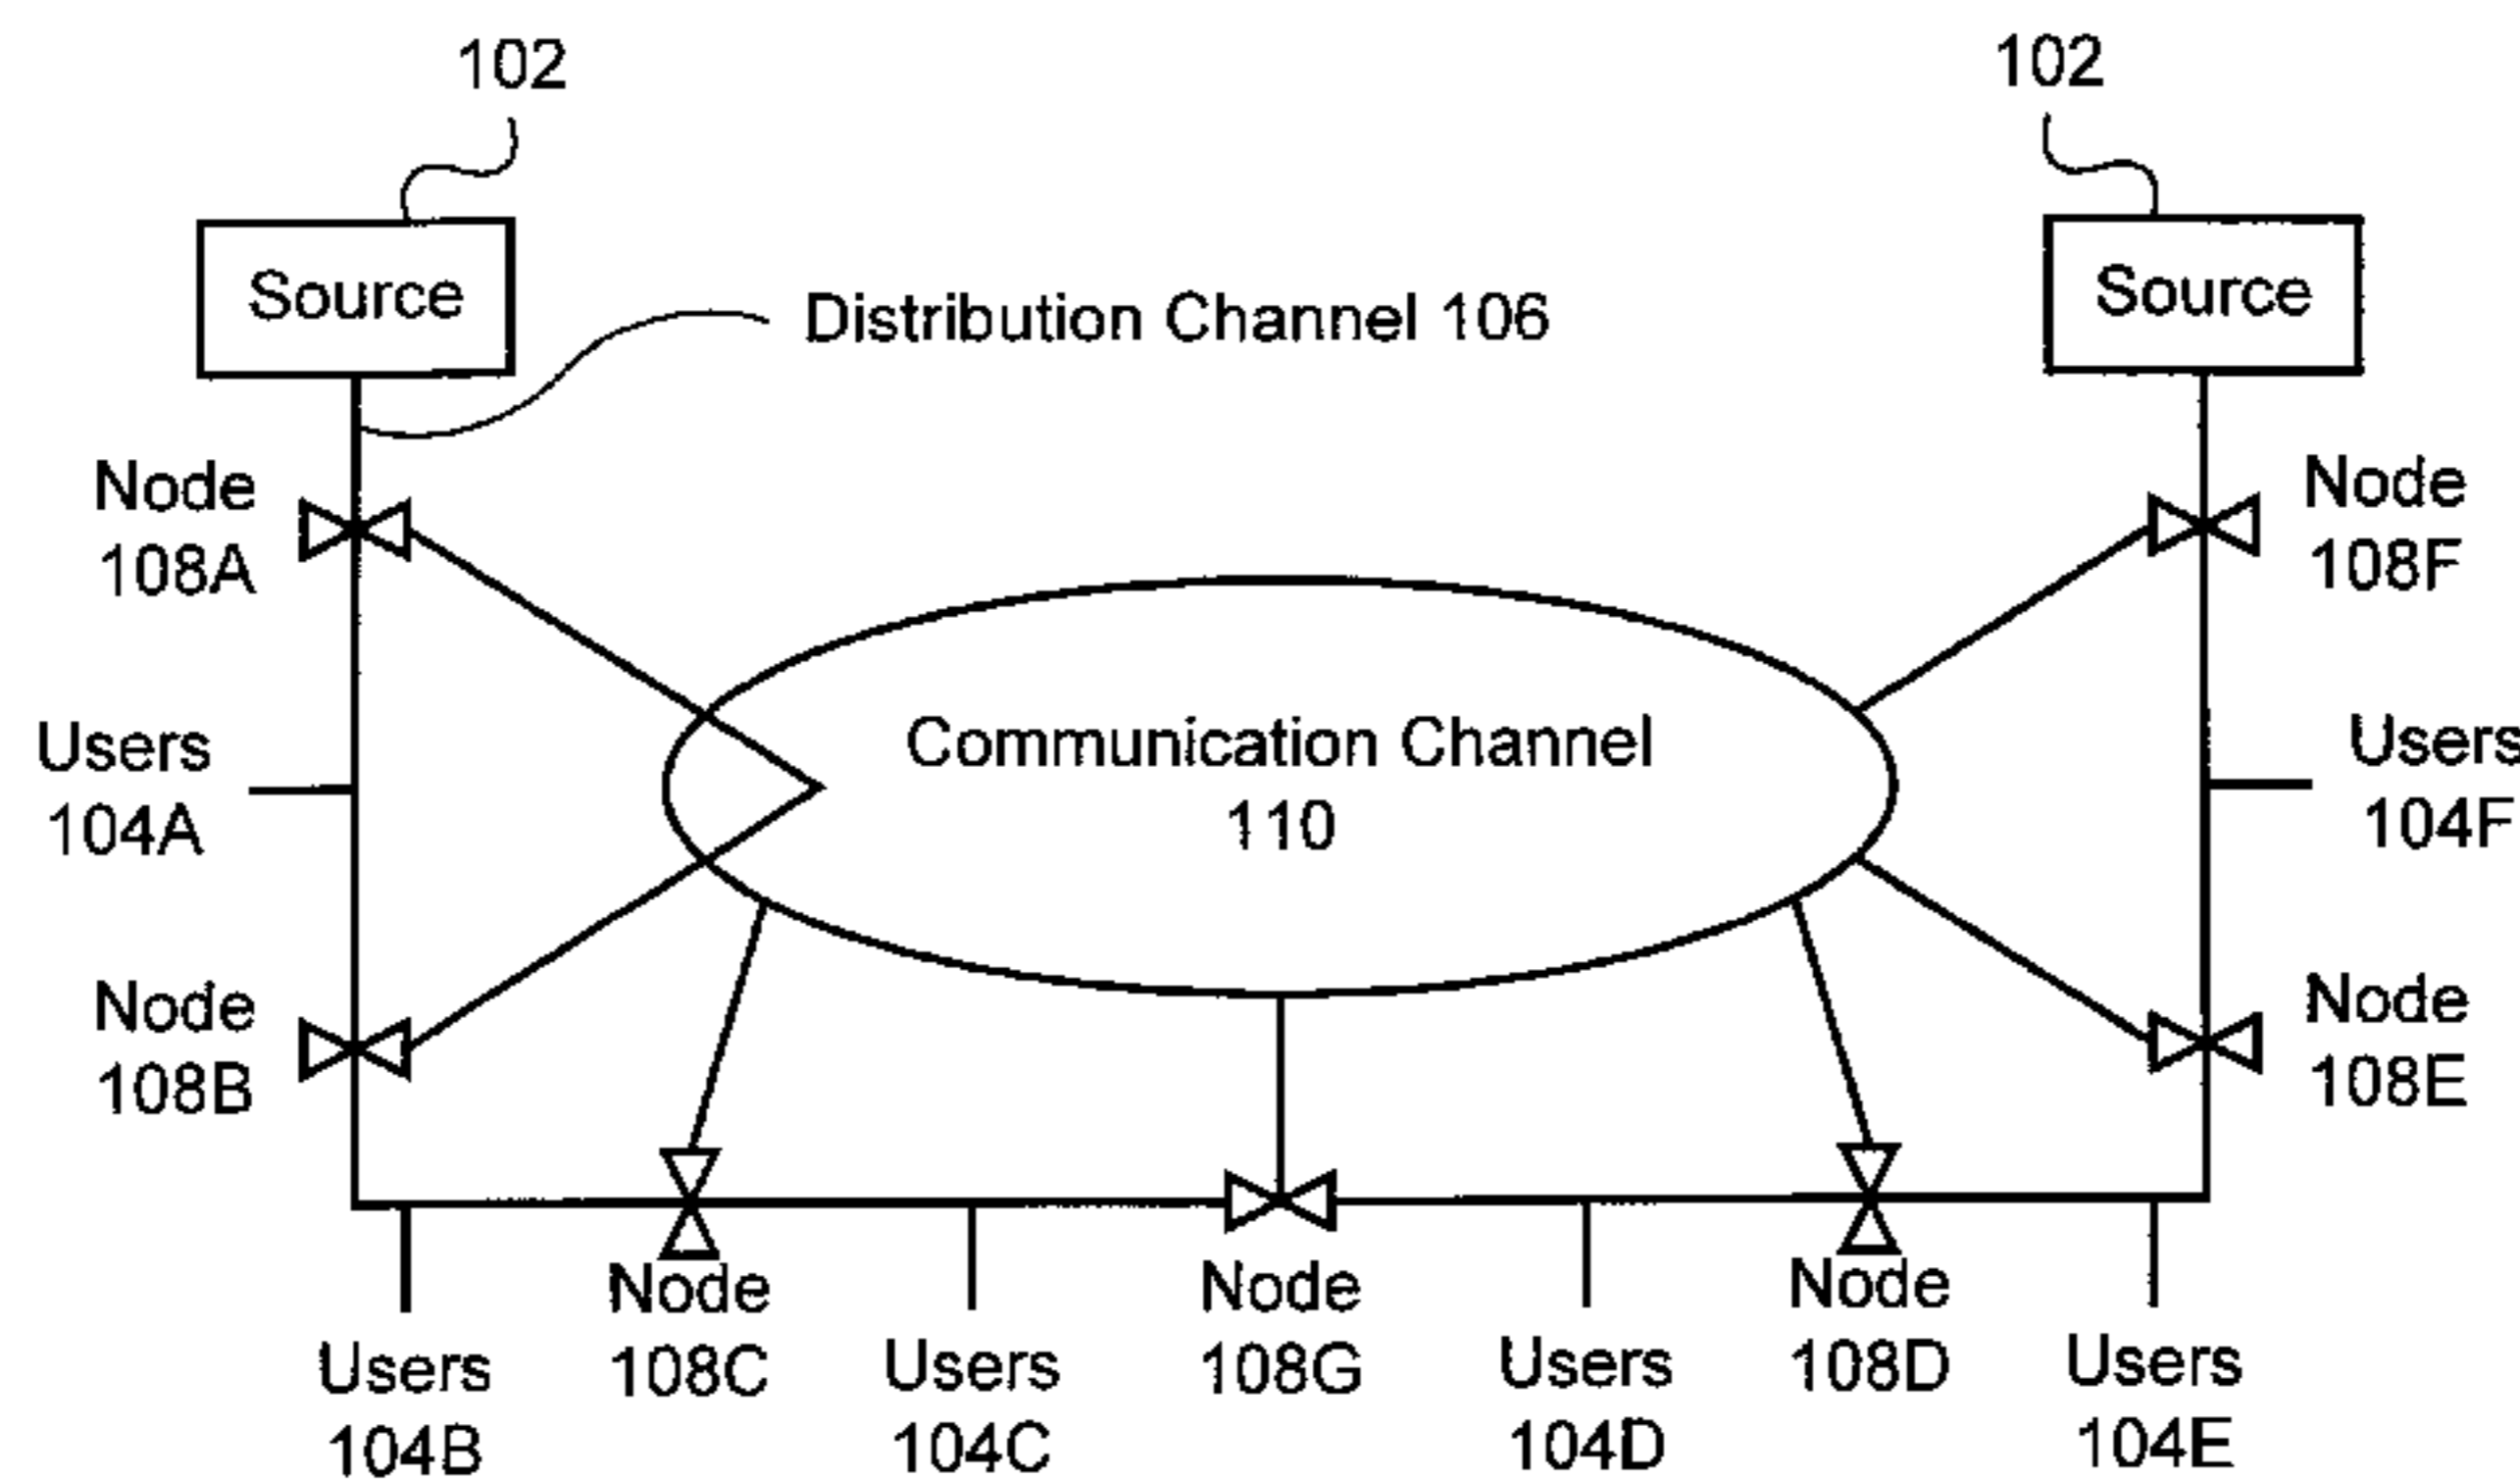 102
102
Source
Source
Distribution Channel 106
Node
108A
Node
108F
Communication Channel
110
Users
104A
Users
104F
Node
108B
Node
108E
Node
108C
Node
108G
Node
108D
Users
104B
Users
104C
Users
104D
Users
104E